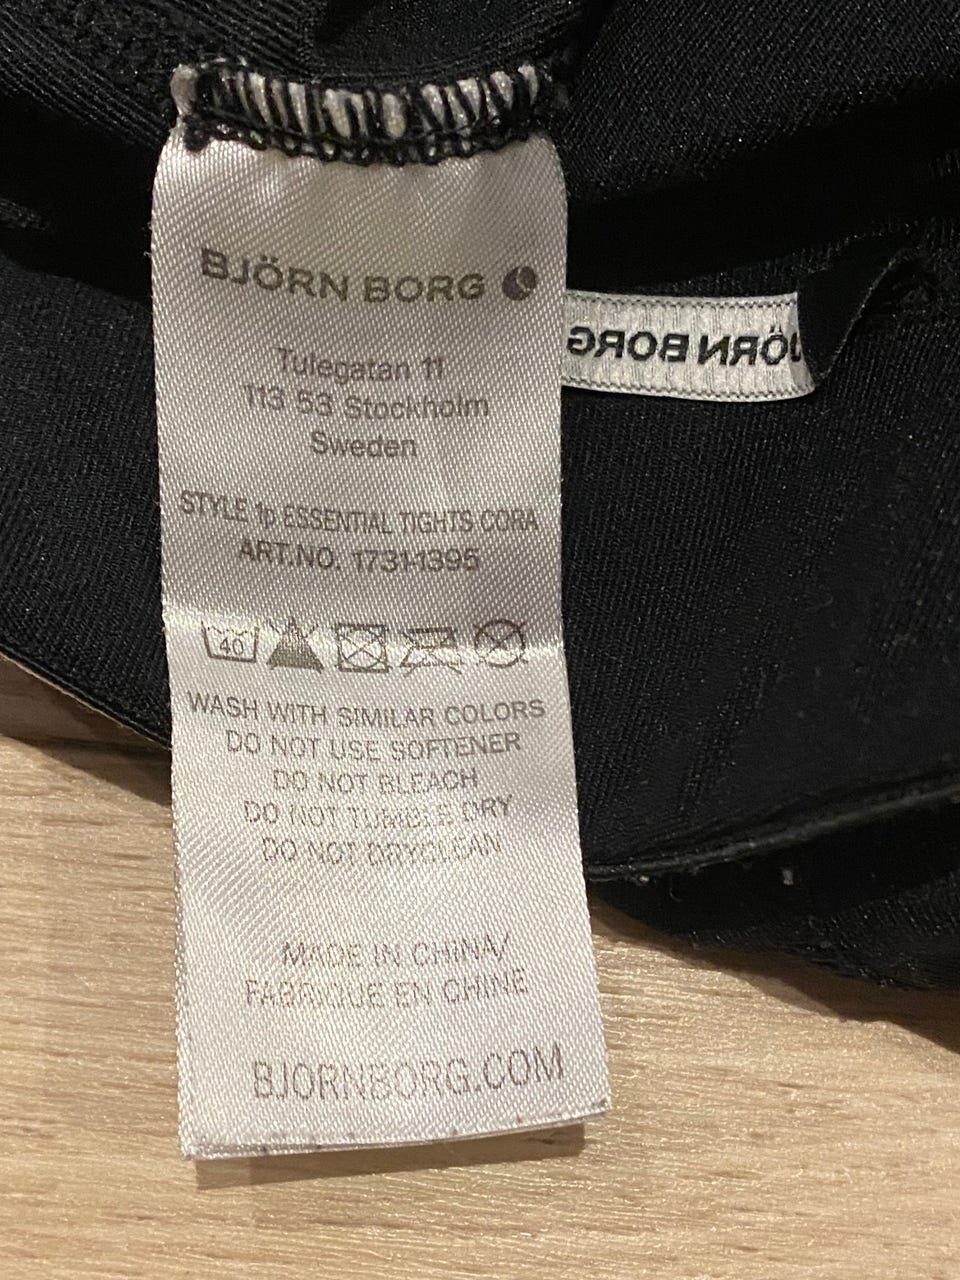 BJÖRN BORG
Tulegatan 11
113 53 Stockholm
Sweden
STYLE 1p ESSENTIAL TIGHTS CORA
ART.NO. 1731-1395
40
WASH WITH SIMILAR COLORS
DO NOT USE SOFTENER
DO NOT BLEACH
DO NOT TUMBLE DRY
DO NOT DRYCLEAN
MADE IN CHINA/
FABRIQUE EN CHINE
BJORNBORG.COM
JÖRN BORG